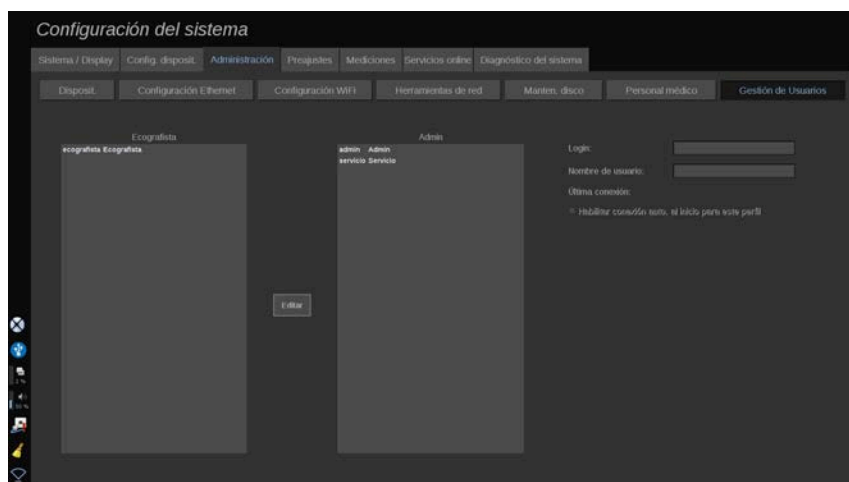 Configuración del sistema
Sistema / Display Config. disposit. Administración Preajustes Mediciones Servicios online Diagnóstico del sistema
Disposit. Configuración Ethernet Configuración WiFi Herramientas de red Manten. disco Personal médico Gestión de Usuarios
Ecografista Admin
ecografista Ecografista
admin Admin
servicio Servicio
Login:
Nombre de usuario:
Última conexión:
Habilitar conexión auto. al inicio para este perfil
Editar